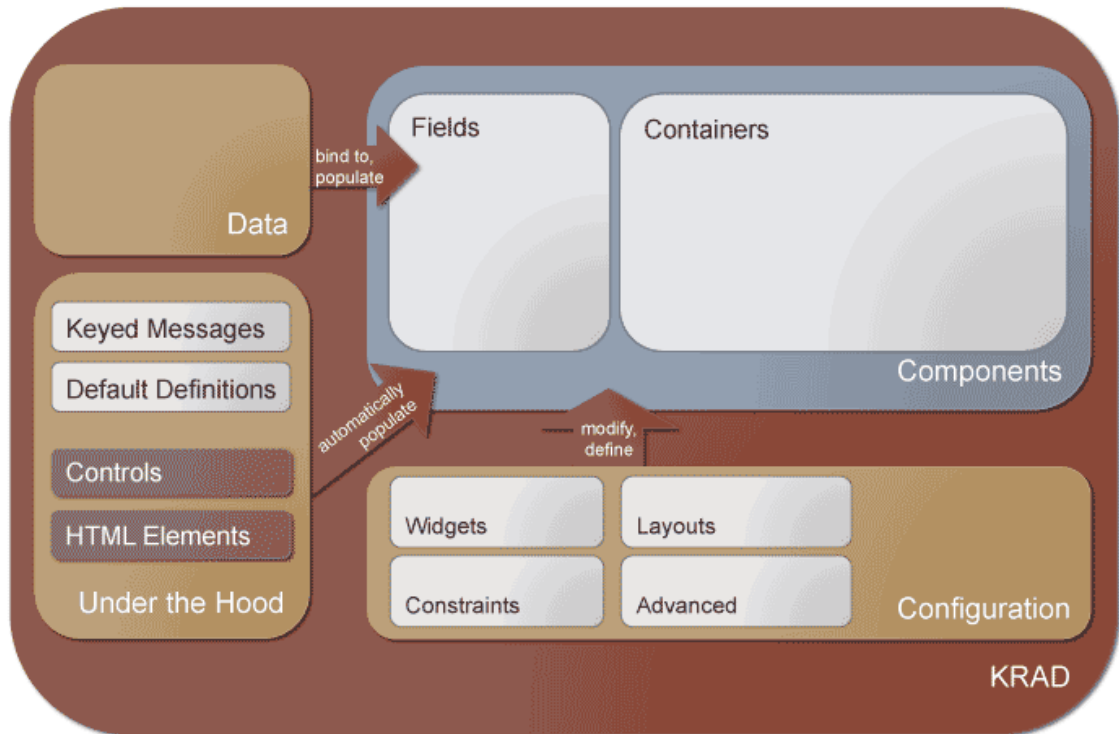 Fields
Containers
bind to,
populate
Data
Components
Keyed Messages
Default Definitions
Controls
HTML Elements
Under the Hood
automatically
populate
modify,
define
Widgets
Layouts
Constraints
Advanced
Configuration
KRAD